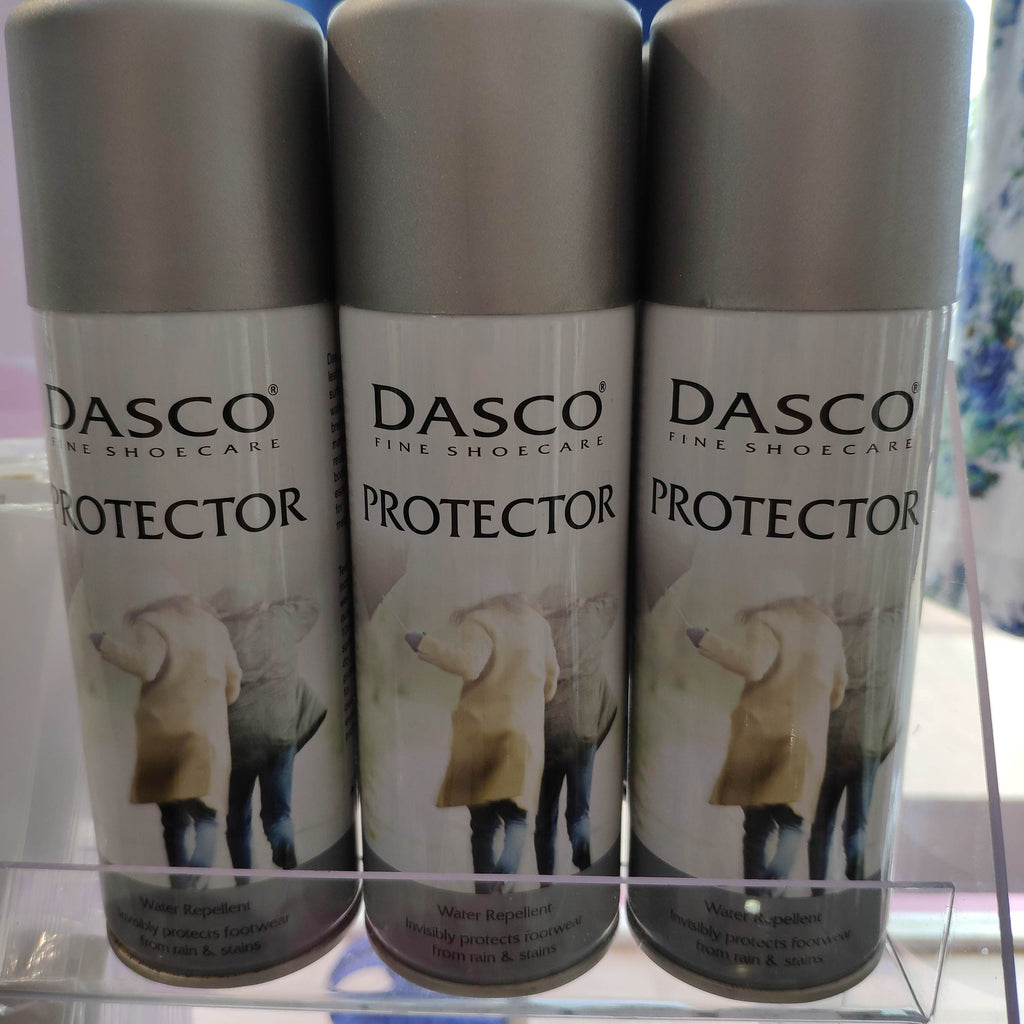 DASCO®
FINE SHOECARE
PROTECTOR
Water Repellent
Invisibly protects footwear
from rain & stains
DASCO®
FINE SHOECARE
PROTECTOR
Water Repellent
Invisibly protects footwear
from rain & stains
DASCO®
FINE SHOECARE
PROTECTOR
Water Repellent
Invisibly protects footwear
from rain & stains